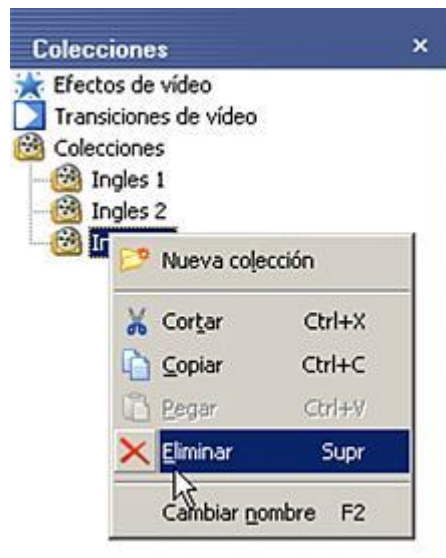 Colecciones
Efectos de vídeo
Transiciones de vídeo
Colecciones
Ingles 1
Ingles 2
Nueva colección
Cortar Ctrl+X
Copiar Ctrl+C
Pegar Ctrl+V
Eliminar Supr
Cambiar nombre F2